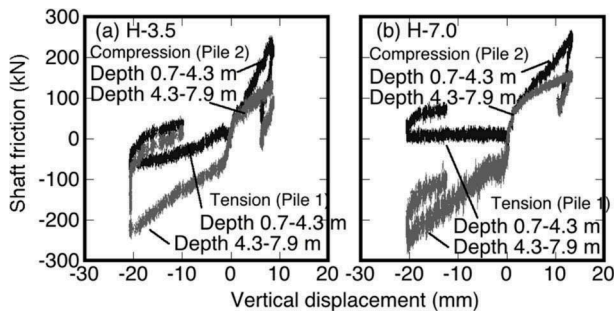 300
200
100
0
-100
-200
-300
Shaft friction (kN)
(a) H-3.5
Compression (Pile 2)
Depth 0.7-4.3 m
Depth 4.3-7.9 m
Tension (Pile 1)
Depth 0.7-4.3 m
Depth 4.3-7.9 m
-30 -20 -10 0 10 20
(b) H-7.0
Compression (Pile 2)
Depth 0.7-4.3 m
Depth 4.3-7.9 m
Tension (Pile 1)
Depth 0.7-4.3 m
Depth 4.3-7.9 m
-30 -20 -10 0 10 20
Vertical displacement (mm)